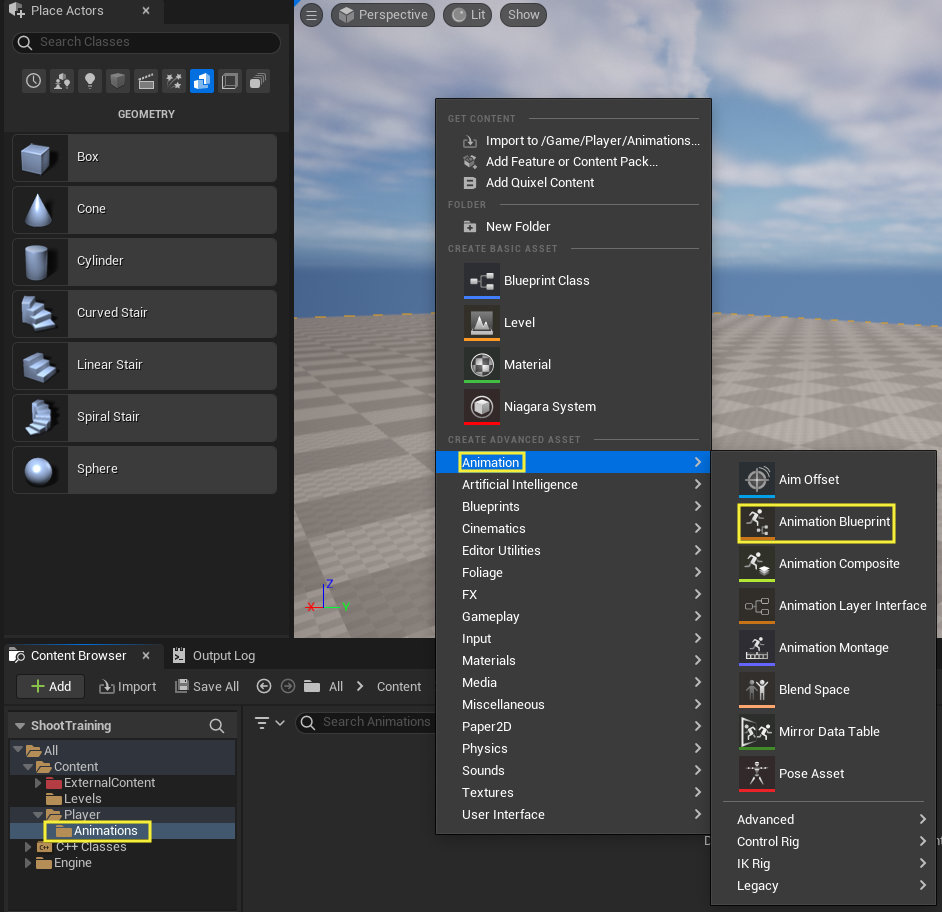 Place Actors
Search Classes
GEOMETRY
Box
Cone
Cylinder
Curved Stair
Linear Stair
Spiral Stair
Sphere
Perspective
Lit
Show
Z
X
Y
GET CONTENT
Import to /Game/Player/Animations...
Add Feature or Content Pack...
Add Quixel Content
FOLDER
New Folder
CREATE BASIC ASSET
Blueprint Class
Level
Material
Niagara System
CREATE ADVANCED ASSET
Animation
Artificial Intelligence
Blueprints
Cinematics
Editor Utilities
Foliage
FX
Gameplay
Input
Materials
Media
Miscellaneous
Paper2D
Physics
Sounds
Textures
User Interface
Aim Offset
Animation Blueprint
Animation Composite
Animation Layer Interface
Animation Montage
Blend Space
Mirror Data Table
Pose Asset
Advanced
Control Rig
IK Rig
Legacy
Content Browser
Output Log
Add
Import
Save All
All
Content
ShootTraining
Search Animations
All
Content
ExternalContent
Levels
Player
Animations
C++ Classes
Engine